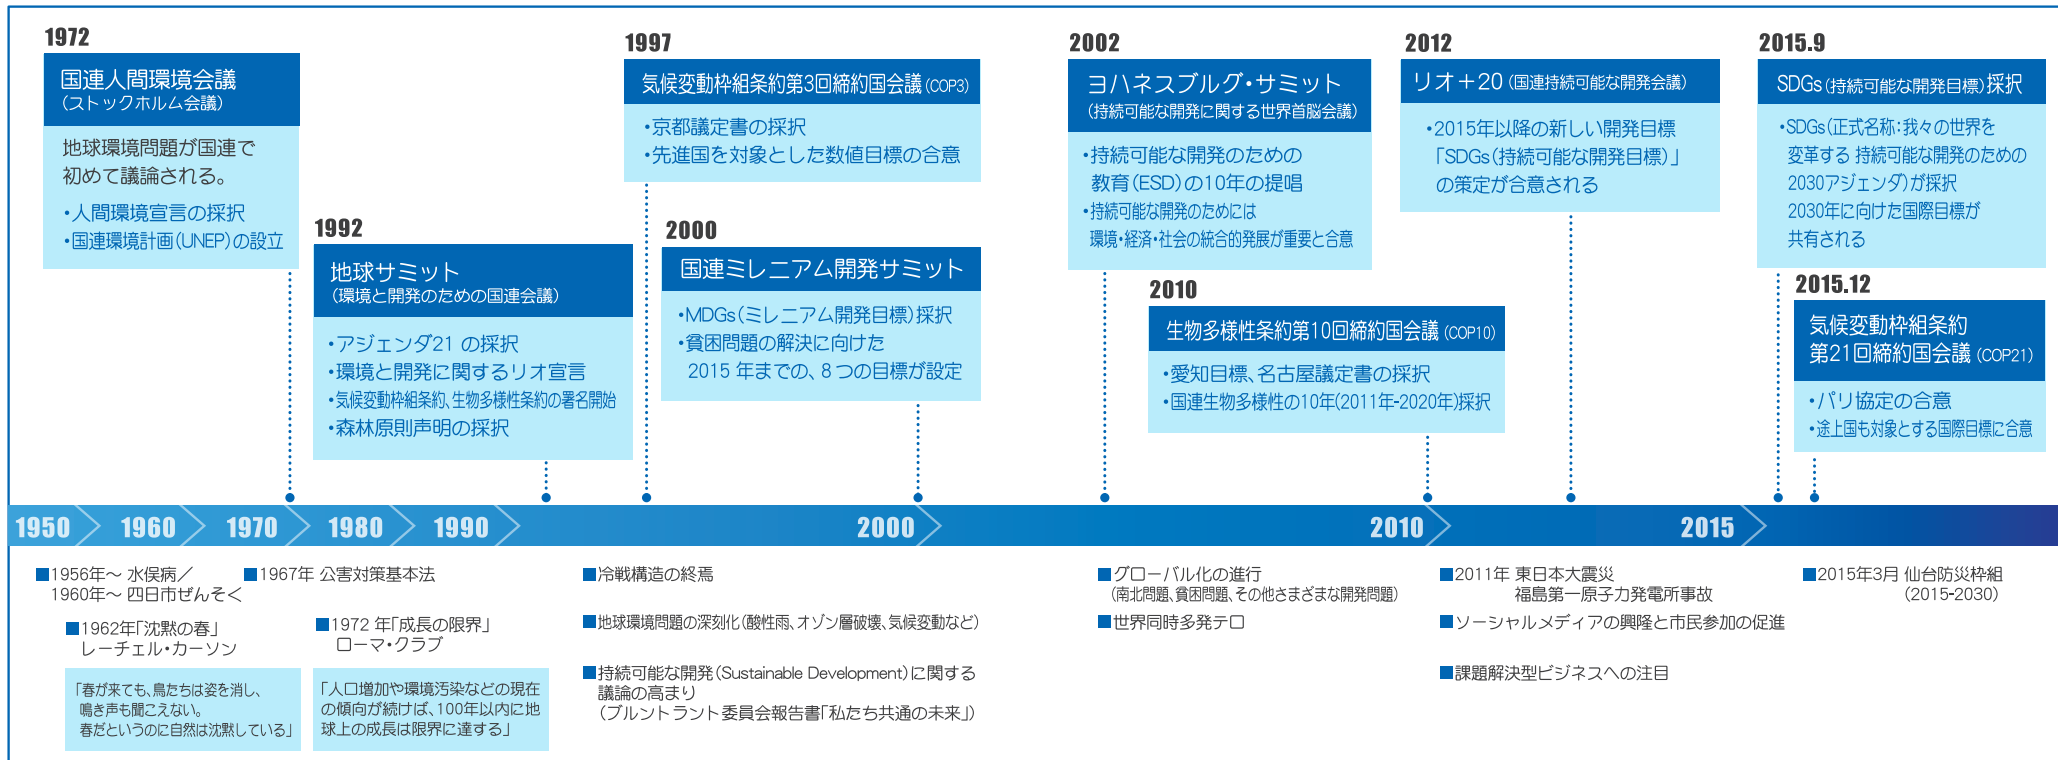 1972
国連人間環境会議
(ストックホルム会議)
地球環境問題が国連で
初めて議論される。
・人間環境宣言の採択
・国連環境計画(UNEP)の設立
1992
地球サミット
(環境と開発のための国連会議)
・アジェンダ21 の採択
・環境と開発に関するリオ宣言
・気候変動枠組条約、生物多様性条約の署名開始
・森林原則声明の採択
1997
気候変動枠組条約第3回締約国会議(COP3)
・京都議定書の採択
・先進国を対象とした数値目標の合意
2000
国連ミレニアム開発サミット
・MDGs(ミレニアム開発目標)採択
・貧困問題の解決に向けた
2015 年までの、8 つの目標が設定
2002
ヨハネスブルグ・サミット
(持続可能な開発に関する世界首脳会議)
・持続可能な開発のための
教育(ESD)の10年の提唱
・持続可能な開発のためには
環境・経済・社会の統合的発展が重要と合意
2010
生物多様性条約第10回締約国会議(COP10)
・愛知目標、名古屋議定書の採択
・国連生物多様性の10年(2011年-2020年)採択
2012
リオ+20(国連持続可能な開発会議)
・2015年以降の新しい開発目標
「SDGs(持続可能な開発目標)」
の策定が合意される
2015.9
SDGs(持続可能な開発目標)採択
・SDGs(正式名称:我々の世界を
変革する 持続可能な開発のための
2030アジェンダ)が採択
2030年に向けた国際目標が
共有される
2015.12
気候変動枠組条約
第21回締約国会議(COP21)
・パリ協定の合意
・途上国も対象とする国際目標に合意
1950 1960 1970 1980 1990 2000 2010 2015
■1956年〜 水俣病/
1960年〜 四日市ぜんそく
■1967年 公害対策基本法
■1962年「沈黙の春」
レーチェル・カーソン
「春が来ても、鳥たちは姿を消し、
鳴き声も聞こえない。
春だというのに自然は沈黙している」
■1972 年「成長の限界」
ローマ・クラブ
「人口増加や環境汚染などの現在
の傾向が続けば、100年以内に地
球上の成長は限界に達する」
■冷戦構造の終焉
■地球環境問題の深刻化(酸性雨、オゾン層破壊、気候変動など)
■持続可能な開発(Sustainable Development)に関する
議論の高まり
(ブルントラント委員会報告書「私たち共通の未来」)
■グローバル化の進行
(南北問題、貧困問題、その他さまざまな開発問題)
■世界同時多発テロ
■2011年 東日本大震災
福島第一原子力発電所事故
■ソーシャルメディアの興隆と市民参加の促進
■課題解決型ビジネスへの注目
■2015年3月 仙台防災枠組
(2015-2030)